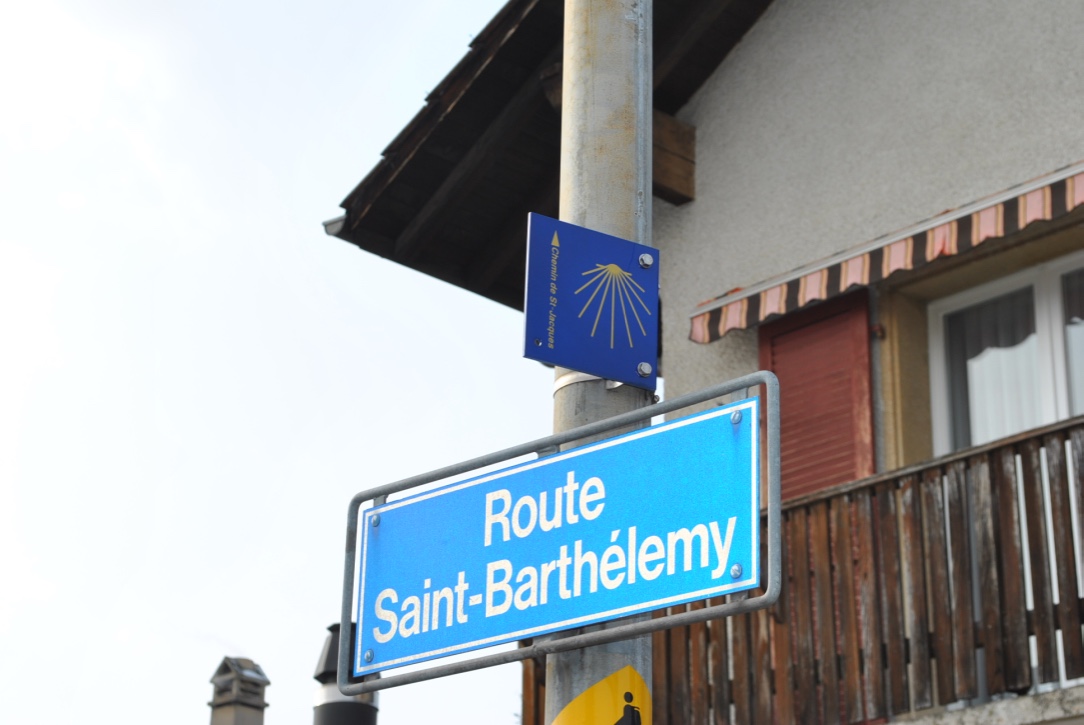 Chemin de St-Jacques
Route
Saint-Barthélemy